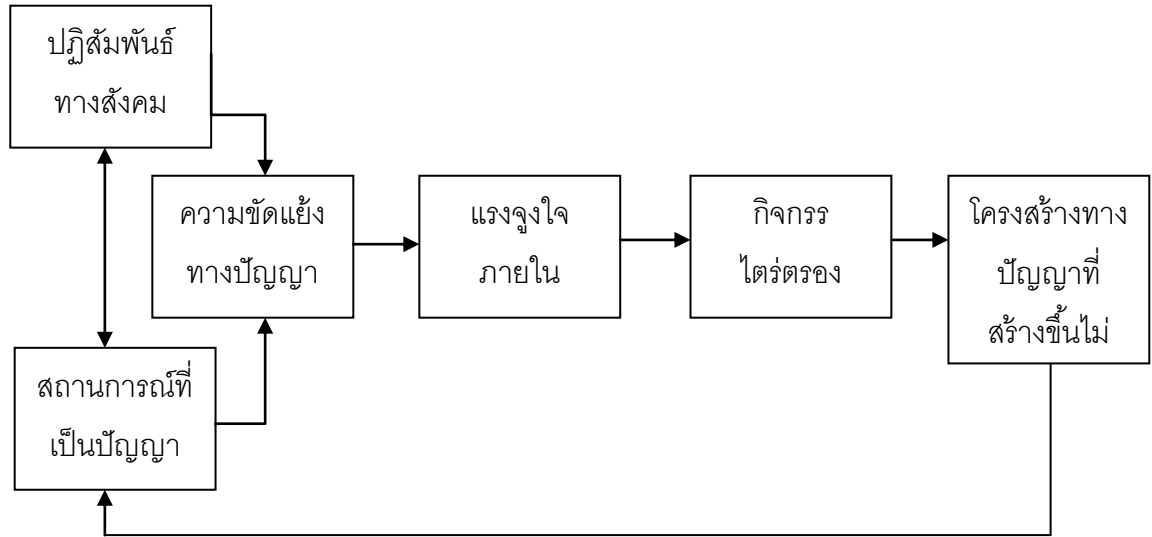 ปฏิสัมพันธ์
ทางสังคม
ความขัดแย้ง
ทางปัญญา
แรงจูงใจ
ภายใน
กิจกรร
ไตร่ตรอง
โครงสร้างทาง
ปัญญาที่
สร้างขึ้นไม่
สถานการณ์ที่
เป็นปัญญา